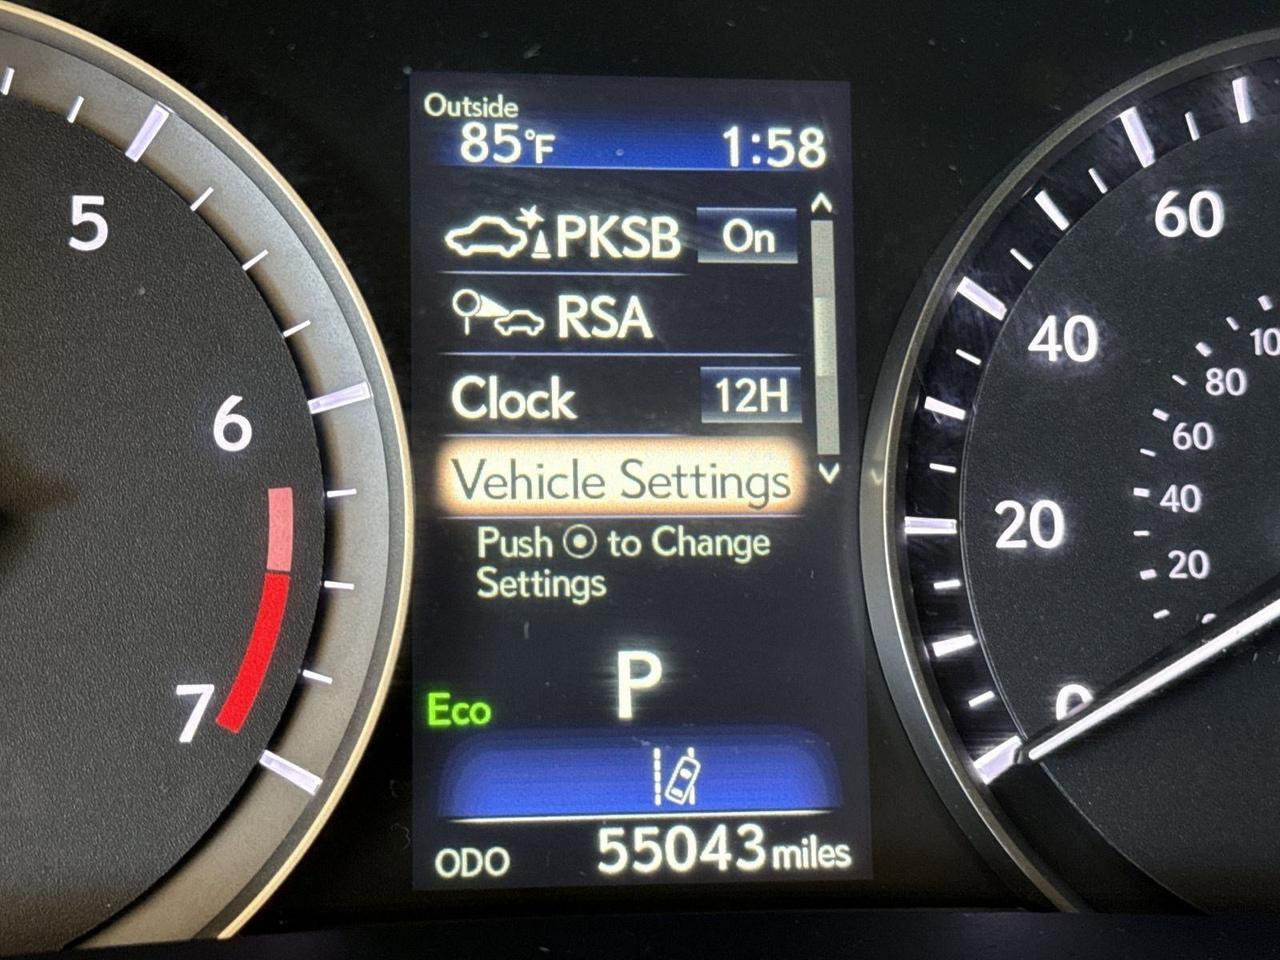 Outside
85°F 1:58
PKSB On
RSA
Clock 12H
Vehicle Settings
Push ⦿ to Change
Settings
P
Eco
ODO 55043 miles
5
6
7
60
40
20
0
80
60
40
20